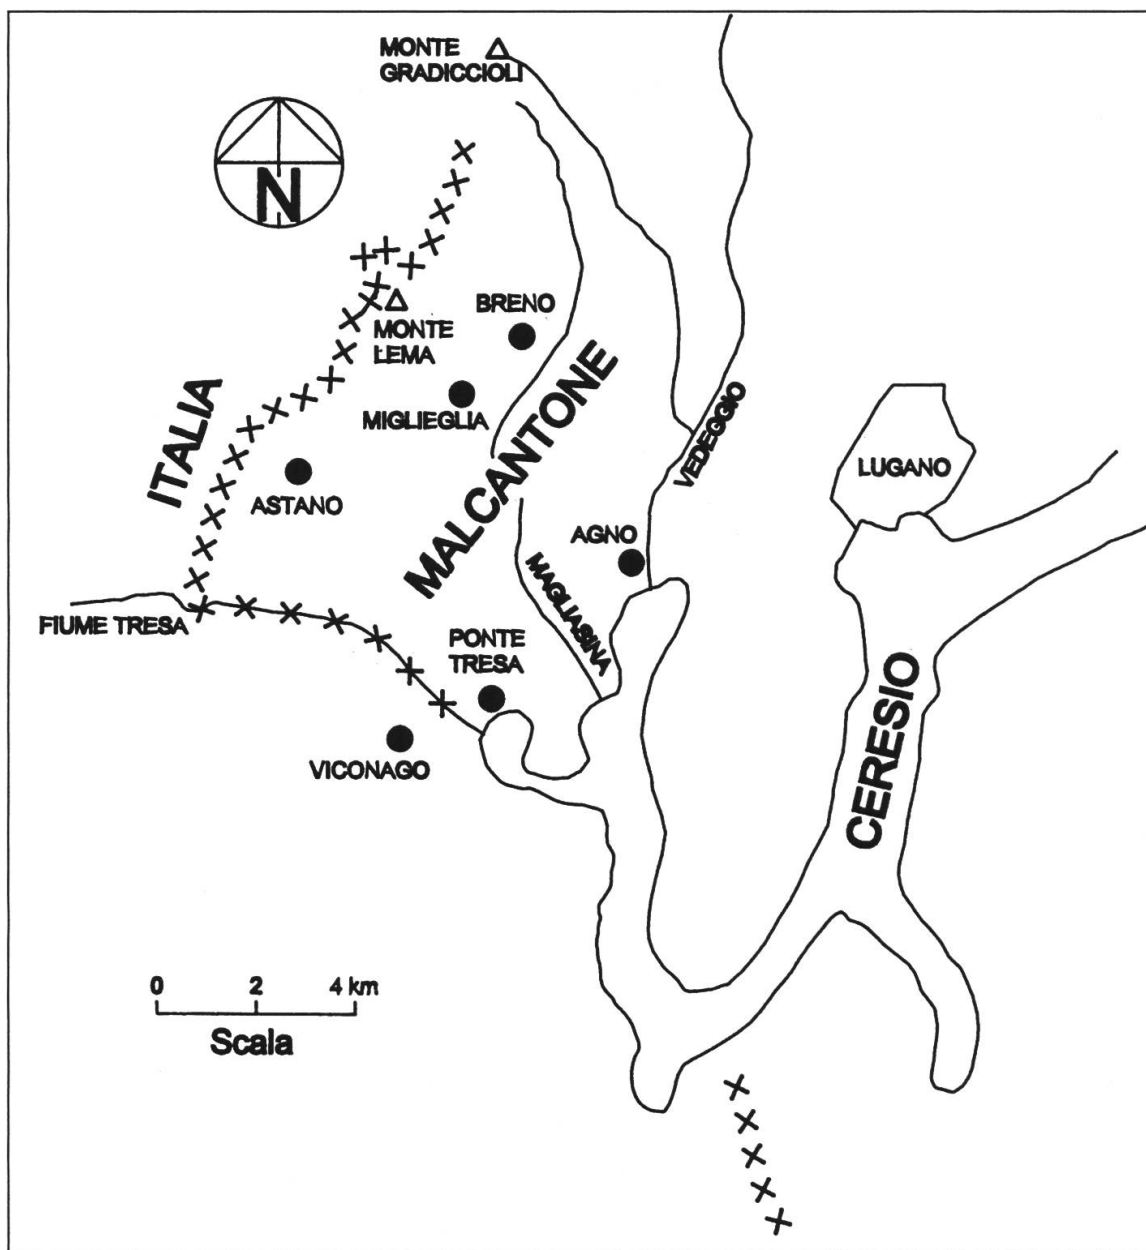 MONTE
GRADICCIOLI
N
BRENO
MONTE
LEMA
MIGLIEGLIA
ITALIA
ASTANO
MALCANTONE
VEDEGGIO
LUGANO
AGNO
MAGLIASINA
FIUME TRESA
PONTE
TRESA
VICONAGO
CERESIO
0 2 4 km
Scala